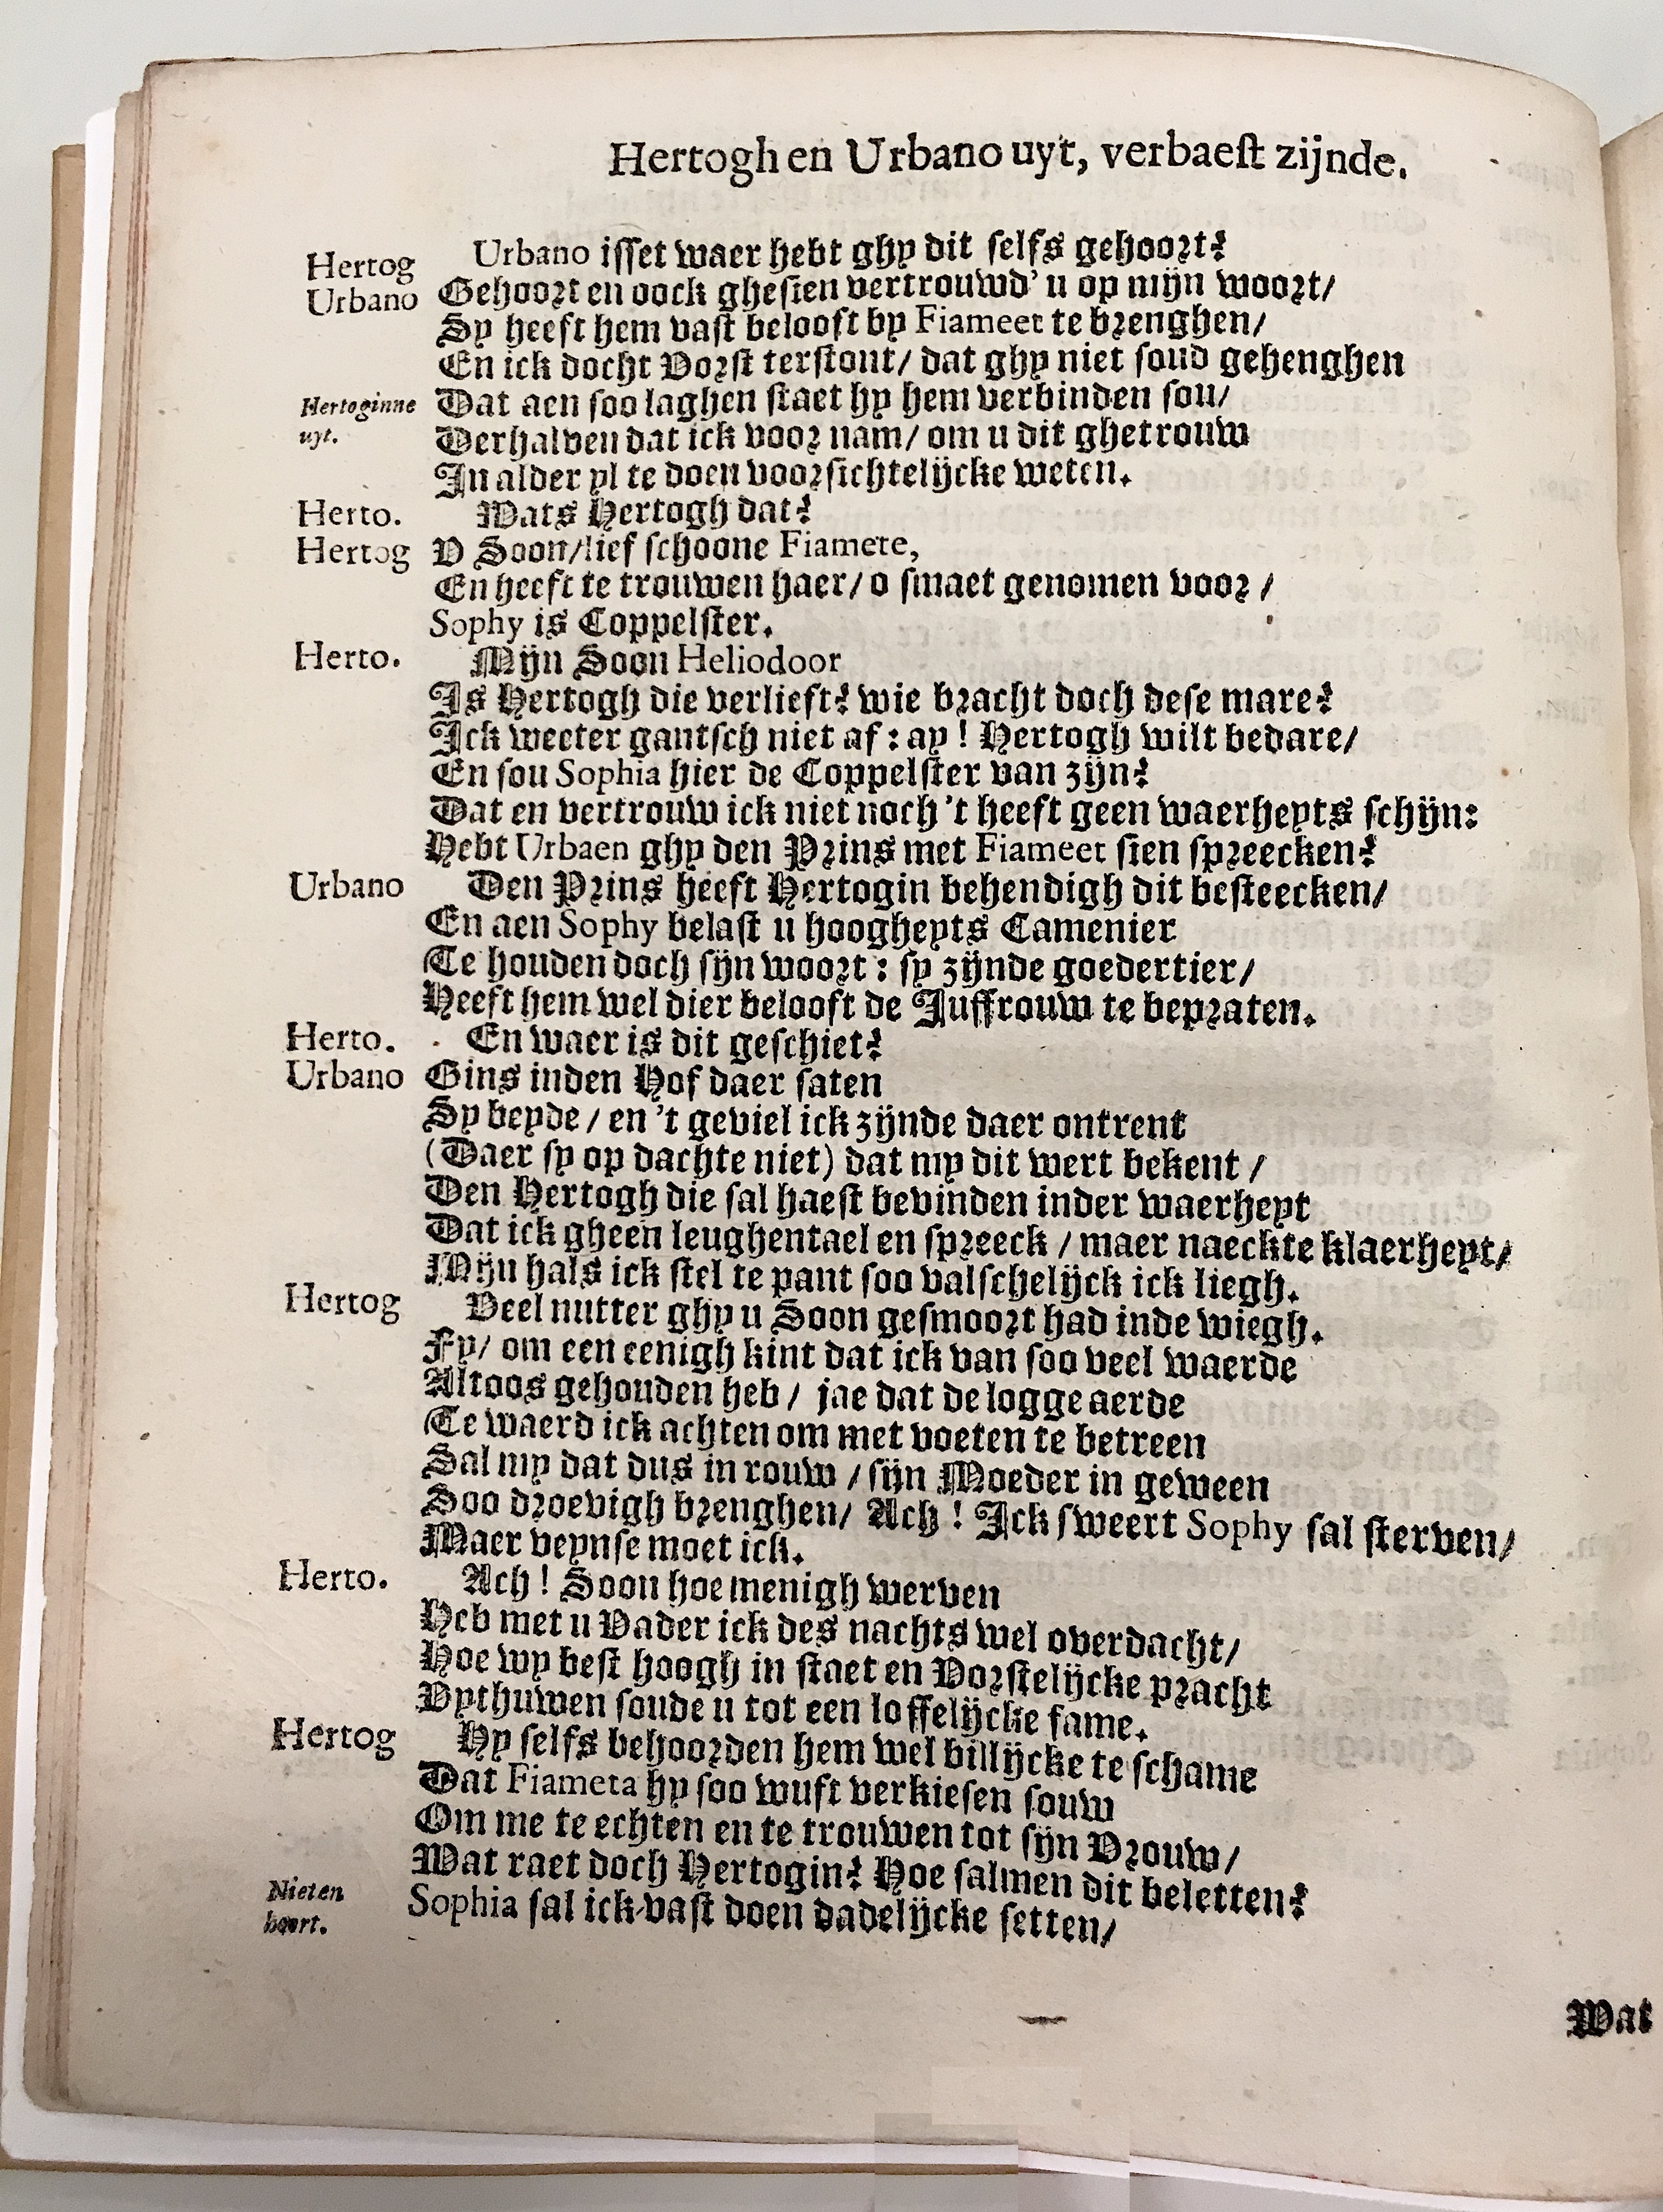 Hertogh en Urbano uyt, verbaest zijnde.
Hertog Urbano isset waer hebt ghy dit selfs gehoort?
Urbano Gehoort en oock ghesien vertrouwd' u op mijn woort/
Sy heeft hem vast belooft by Fiameet te brenghen/
En ick docht Vorst terstont/ dat ghy niet soud gehenghen
Hertoginne uyt. Dat aen soo laghen staet hy hem verbinden sou/
Derhalven dat ick voor nam/ om u dit ghetrouw
In alder yl te doen voorsichtelijcke weten.
Herto. Wats Hertogh dat?
Hertog V Soon/lief schoone Fiamete,
En heeft te trouwen haer/ o smaet genomen voor /
Sophy is Coppelster.
Herto. Mijn Soon Heliodoor
Is Hertogh die verlieft? wie bracht doch dese mare?
Ick weeter gantsch niet af : ay ! Hertogh wilt bedare/
En sou Sophia hier de Coppelster van zijn?
Dat en vertrouw ick niet noch 't heeft geen waerheyts schijn:
Hebt Urbaen ghy den Prins met Fiameet sien spreecken?
Urbano Den Prins heeft Hertogin behendigh dit besteecken/
En aen Sophy belast u hoogheyts Camenier
Te houden doch sijn woort : sy zijnde goedertier/
Heeft hem wel dier belooft de Juffrouw te bepraten.
Herto. En waer is dit geschiet?
Urbano Gins inden Hof daer saten
Sy beyde / en 't geviel ick zijnde daer ontrent
(Daer sy op dachte niet) dat my dit wert bekent /
Den Hertogh die sal haest bevinden inder waerheyt
Dat ick gheen leughentael en spreeck / maer naeckte klaerheyt/
Mijn hals ick stel te pant soo valschelijck ick liegh.
Hertog Veel nutter ghy u Soon gesmoort had inde wiegh.
Fy/ om een eenigh kint dat ick van soo veel waerde
Altoos gehouden heb / jae dat de logge aerde
Te waerd ick achten om met voeten te betreen
Sal my dat dus in rouw / sijn Moeder in geween
Soo droevigh brenghen/ Ach ! Ick sweert Sophy sal sterven/
Maer veynse moet ick.
Herto. Ach ! Soon hoe menigh werven
Heb met u Vader ick des nachts wel overdacht/
Hoe wy best hoogh in staet en Vorstelijcke pracht
Vythuwen soude u tot een loffelijcke fame.
Hertog Hy selfs behoorden hem wel billijcke te schame
Dat Fiameta hy soo wuft verkiesen souw
Om me te echten en te trouwen tot sijn Vrouw/
Wat raet doch Hertogin? Hoe salmen dit beletten?
Niet en hoort. Sophia sal ick vast doen dadelijcke setten/
Wat